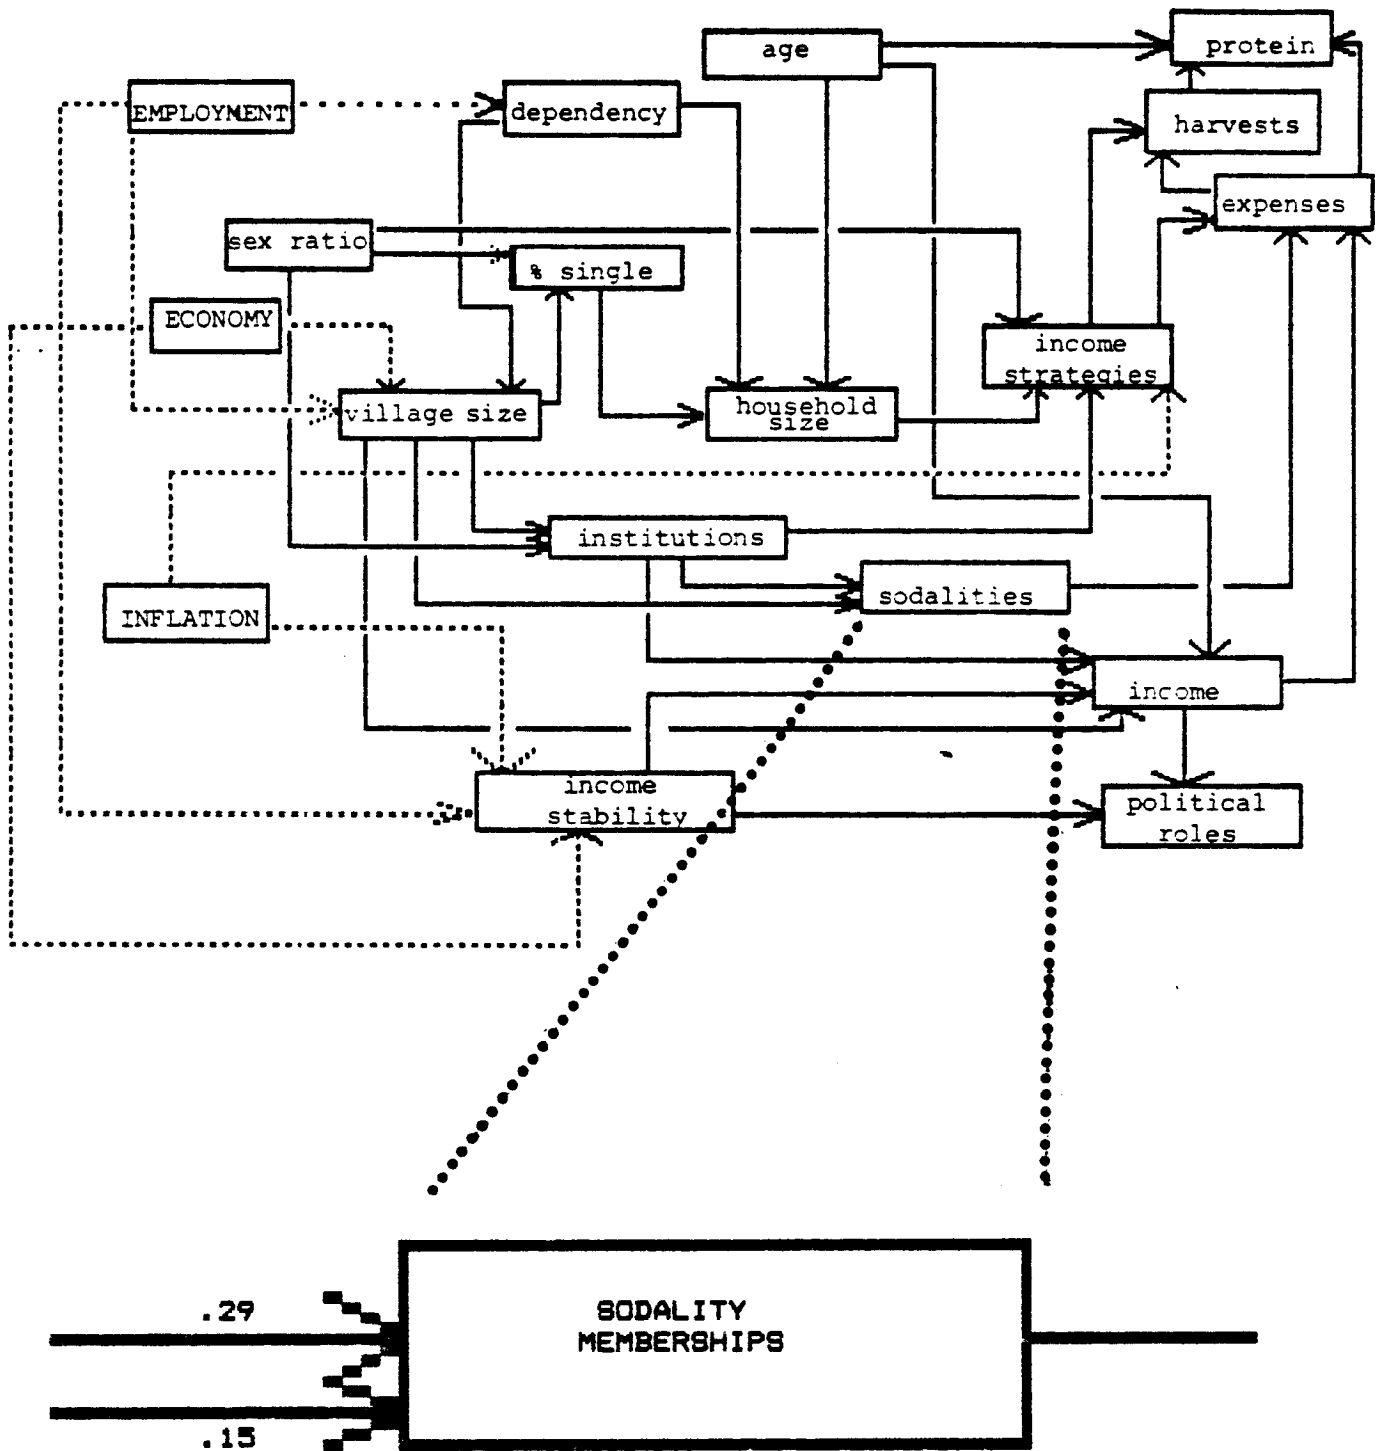 age
protein
EMPLOYMENT
dependency
harvests
expenses
sex ratio
% single
ECONOMY
income
strategies
village size
household
size
institutions
sodalities
INFLATION
income
income
stability
political
roles
.29
SODALITY
MEMBERSHIPS
.15